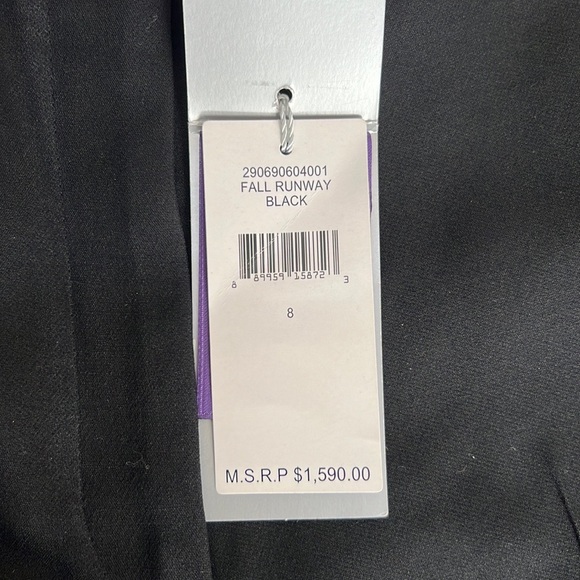 290690604001
FALL RUNWAY
BLACK
8 89959 15872 3
8
M.S.R.P $1,590.00